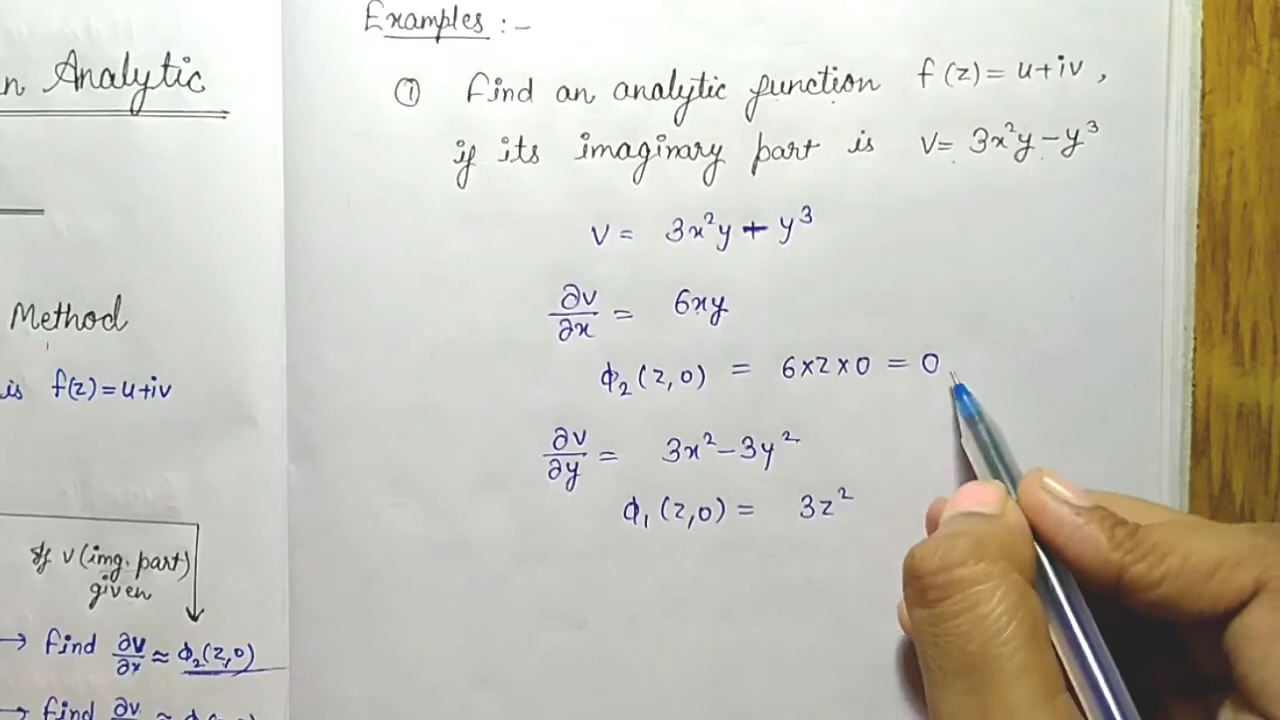 n Analytic
Method
is f(z)=u+iv
If v (img. part)
given
→ find ∂v/∂x ≈ ϕ₂(z,0)
→ find ∂v
Examples :-
① find an analytic function f(z)= u+iv ,
if its imaginary part is v= 3x²y-y³
v = 3x²y + y³
∂v/∂x = 6xy
ϕ₂(z,0) = 6×z×0 = 0
∂v/∂y = 3x²-3y²
ϕ₁(z,0) = 3z²